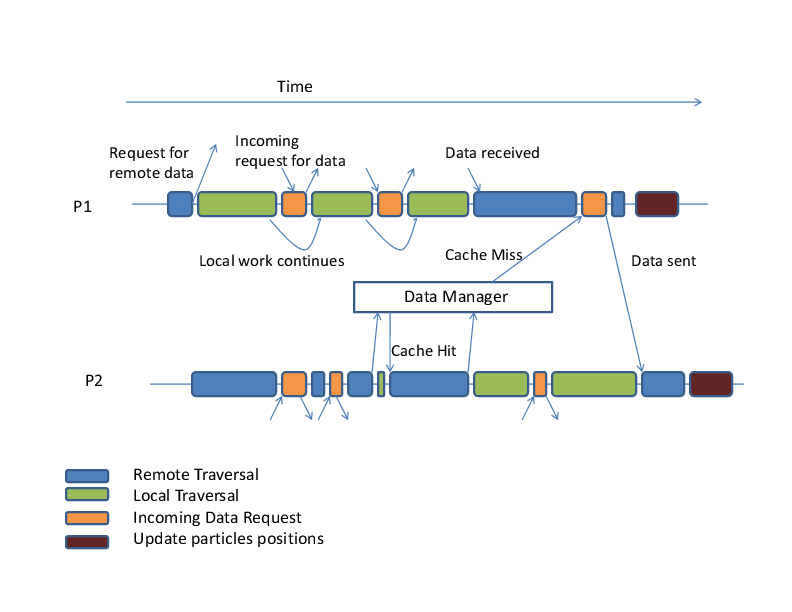 Time
Request for
remote data
Incoming
request for data
Data received
P1
Local work continues
Cache Miss
Data sent
Data Manager
Cache Hit
P2
Remote Traversal
Local Traversal
Incoming Data Request
Update particles positions